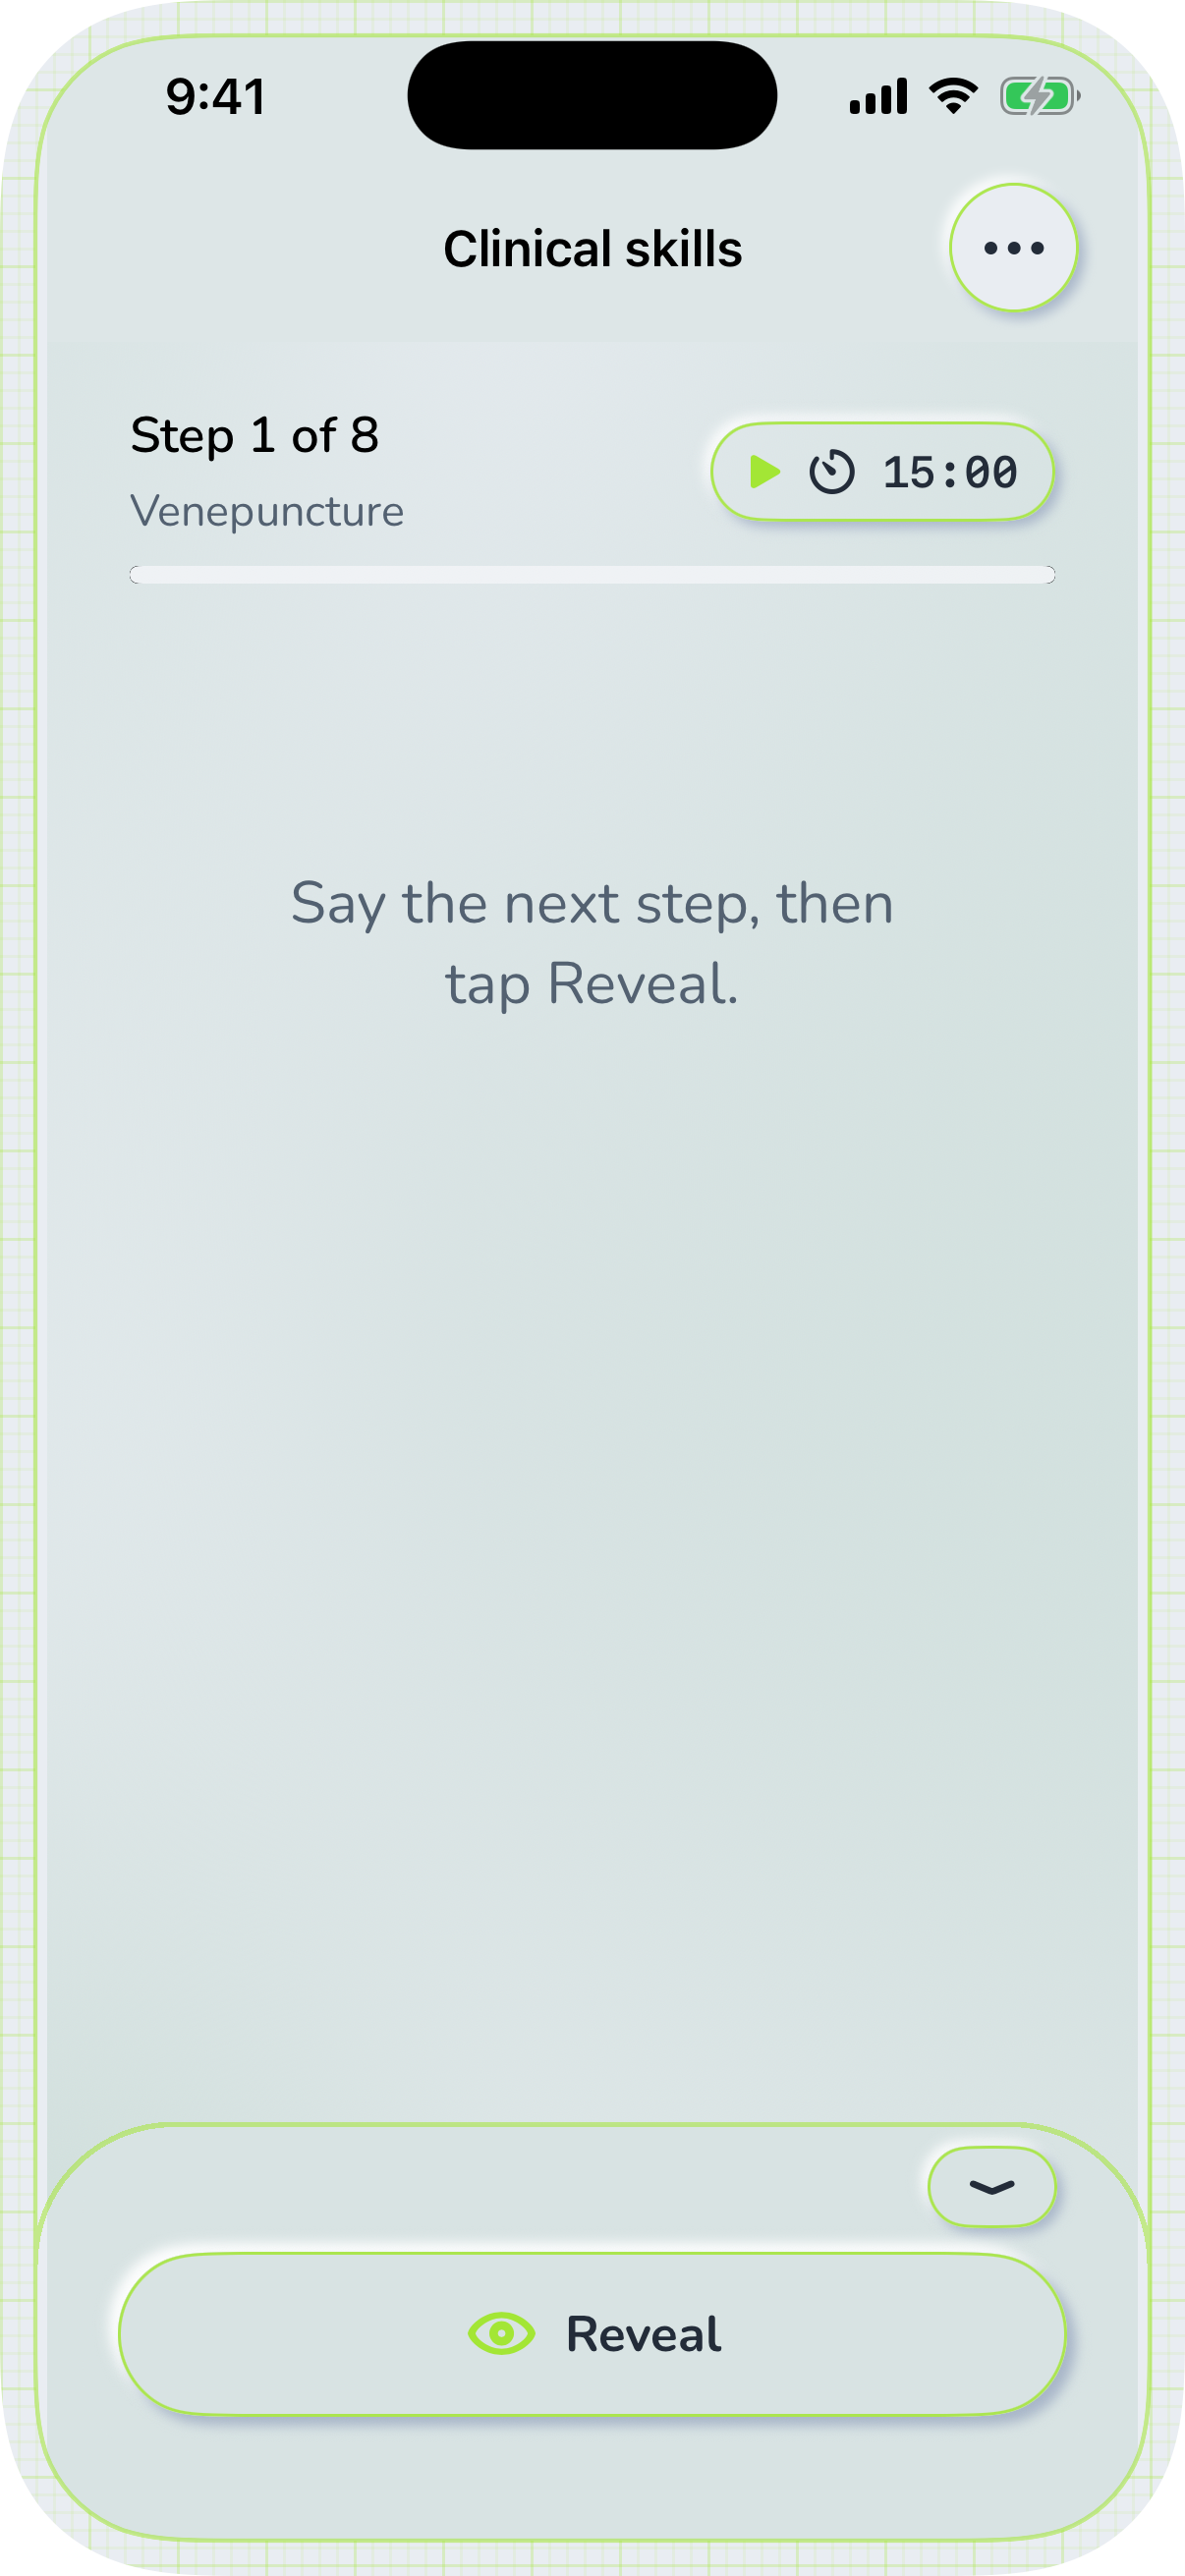 9:41
Clinical skills
Step 1 of 8
Venepuncture
15:00
Say the next step, then
tap Reveal.
Reveal